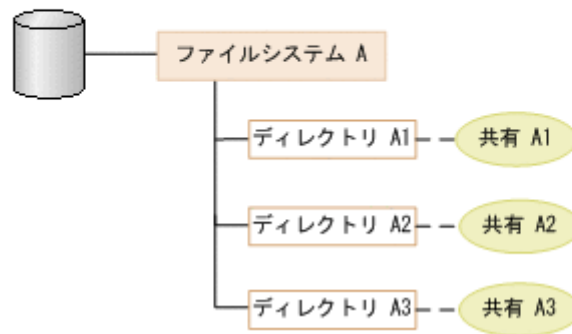 ファイルシステム A
ディレクトリ A1 共有 A1
ディレクトリ A2 共有 A2
ディレクトリ A3 共有 A3